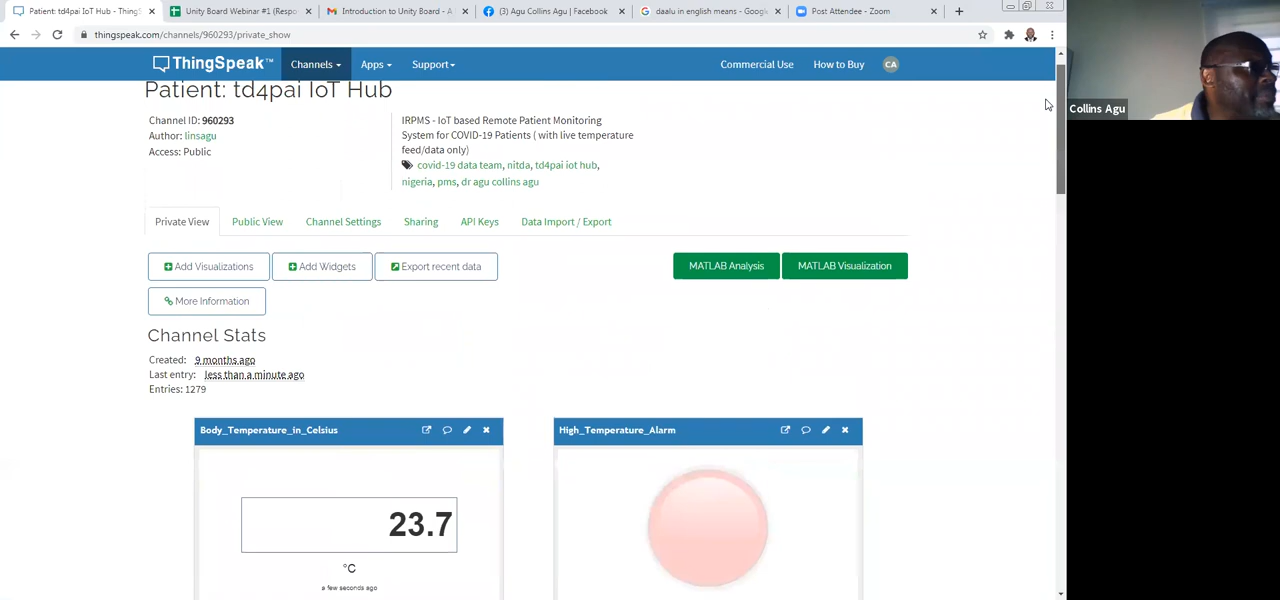 Patient: td4pai IoT Hub - ThingS
Unity Board Webinar #1 (Respo
Introduction to Unity Board - A
(3) Agu Collins Agu | Facebook
daalu in english means - Google
Post Attendee - Zoom
thingspeak.com/channels/960293/private_show
ThingSpeak™
Channels
Apps
Support
Commercial Use
How to Buy
CA
Collins Agu
Patient: td4pai IoT Hub
Channel ID: 960293
Author: linsagu
Access: Public
IRPMS - IoT based Remote Patient Monitoring
System for COVID-19 Patients ( with live temperature
feed/data only)
covid-19 data team, nitda, td4pai iot hub,
nigeria, pms, dr agu collins agu
Private View
Public View
Channel Settings
Sharing
API Keys
Data Import / Export
Add Visualizations
Add Widgets
Export recent data
MATLAB Analysis
MATLAB Visualization
More Information
Channel Stats
Created: 9 months ago
Last entry: less than a minute ago
Entries: 1279
Body_Temperature_in_Celsius
High_Temperature_Alarm
23.7
°C
a few seconds ago